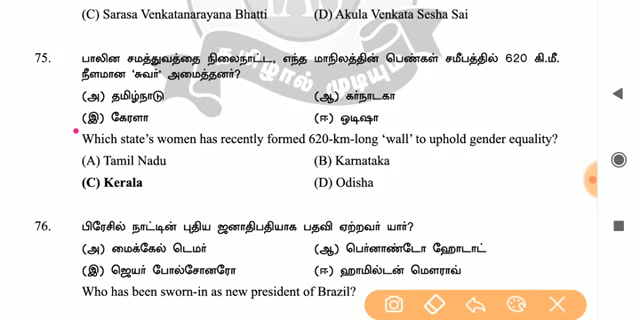 (C) Sarasa Venkatanarayana Bhatti (D) Akula Venkata Sesha Sai
75. பாலின சமத்துவத்தை நிலைநாட்ட, எந்த மாநிலத்தின் பெண்கள் சமீபத்தில் 620 கி.மீ.
நீளமான ‘சுவர்’ அமைத்தனர்?
(அ) தமிழ்நாடு (ஆ) கர்நாடகா
(இ) கேரளா (ஈ) ஒடிஷா
Which state’s women has recently formed 620-km-long ‘wall’ to uphold gender equality?
(A) Tamil Nadu (B) Karnataka
(C) Kerala (D) Odisha
76. பிரேசில் நாட்டின் புதிய ஜனாதிபதியாக பதவி ஏற்றவர் யார்?
(அ) மைக்கேல் டெமர் (ஆ) பெர்னாண்டோ ஹோடாட்
(இ) ஜெயர் போல்சோனரோ (ஈ) ஹாமில்டன் மௌராவ்
Who has been sworn-in as new president of Brazil?